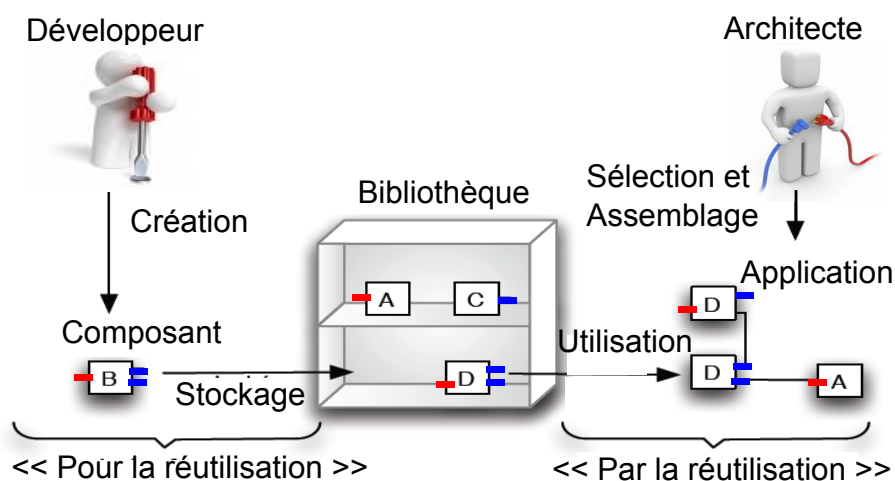 Développeur
Architecte
Création
Bibliothèque
Sélection et
Assemblage
A
C
Application
D
Composant
B
Stockage
D
Utilisation
D
A
<< Pour la réutilisation >>
<< Par la réutilisation >>